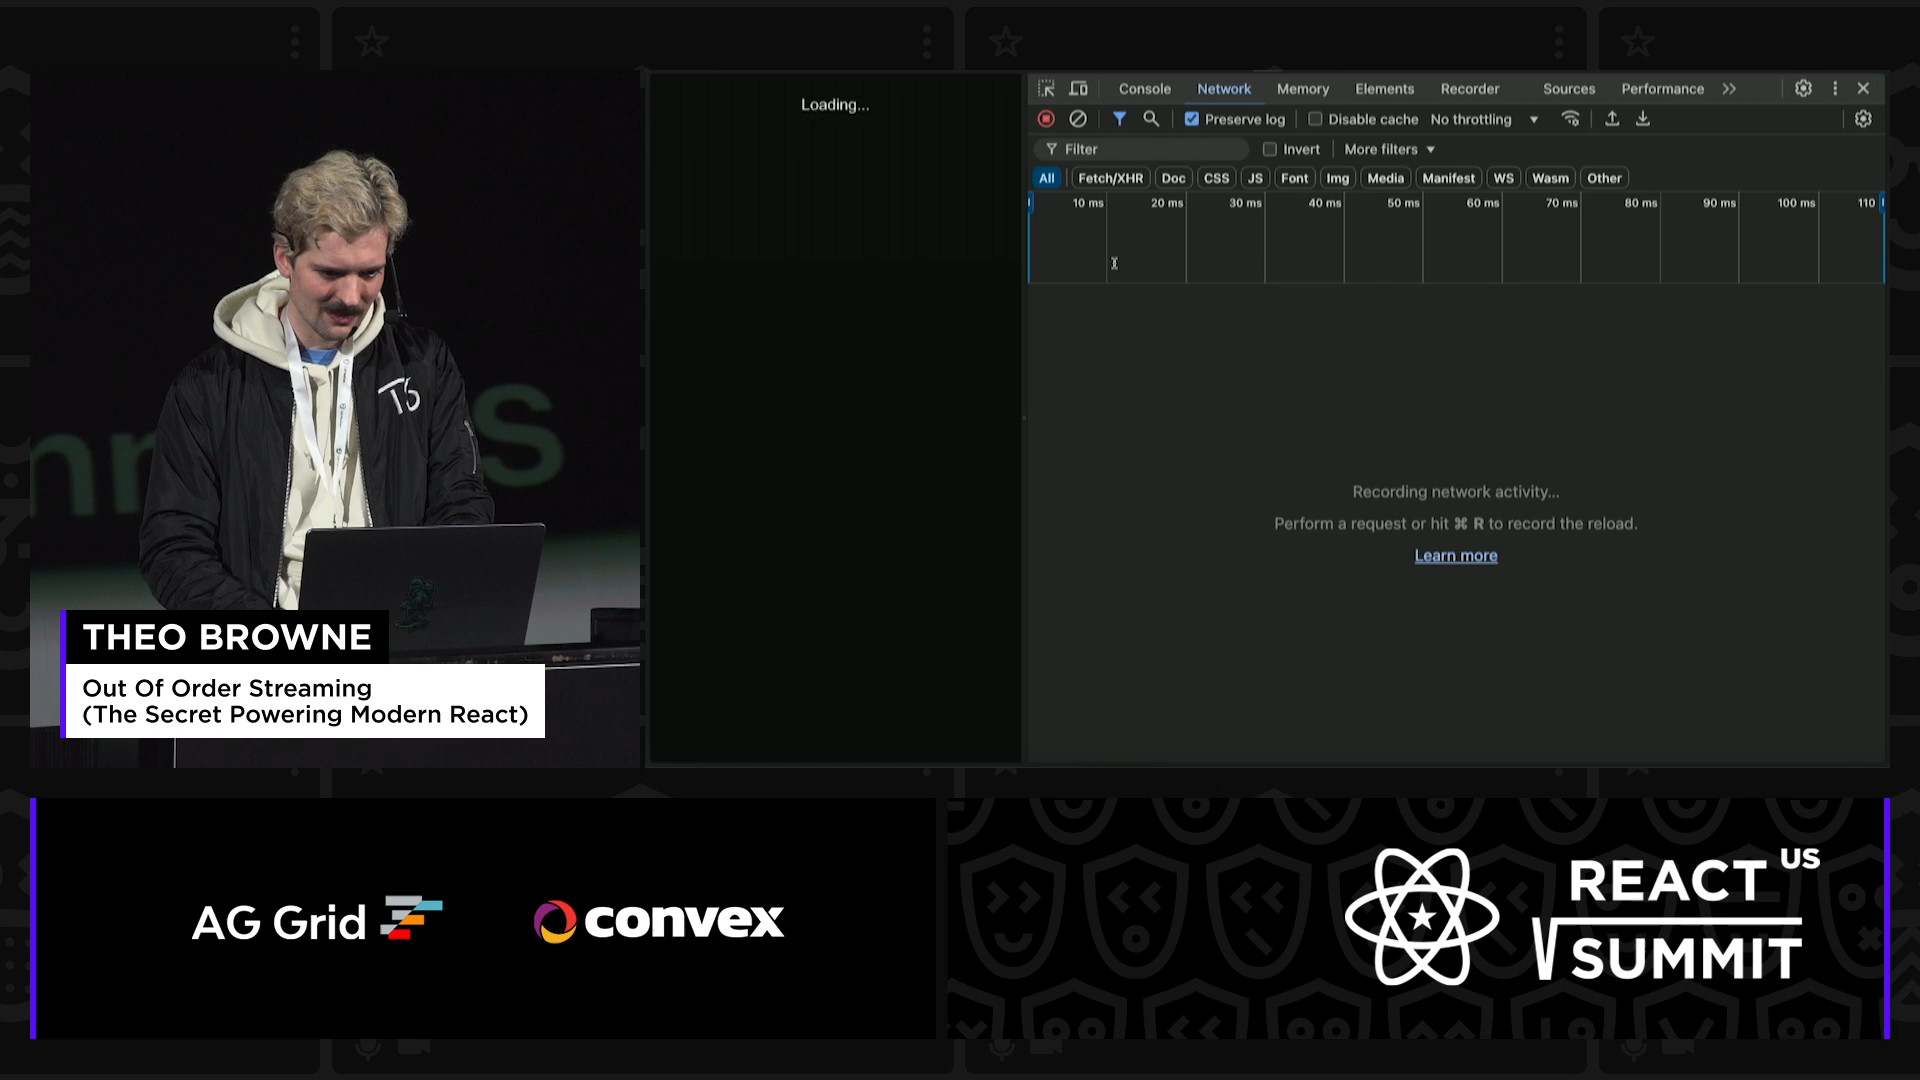 Loading...
Console Network Memory Elements Recorder Sources Performance
Preserve log Disable cache No throttling
Filter Invert More filters
All Fetch/XHR Doc CSS JS Font Img Media Manifest WS Wasm Other
10 ms 20 ms 30 ms 40 ms 50 ms 60 ms 70 ms 80 ms 90 ms 100 ms 110
Recording network activity...
Perform a request or hit ⌘ R to record the reload.
Learn more
TS
S
THEO BROWNE
Out Of Order Streaming
(The Secret Powering Modern React)
AG Grid
convex
REACT US
SUMMIT